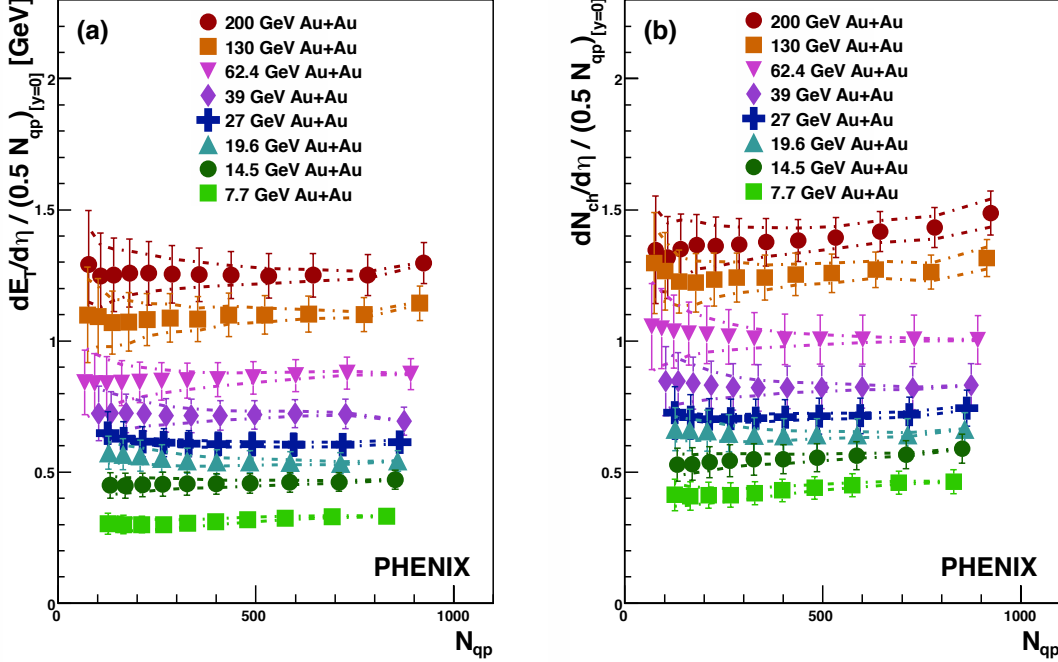 (a)
200 GeV Au+Au
130 GeV Au+Au
62.4 GeV Au+Au
39 GeV Au+Au
27 GeV Au+Au
19.6 GeV Au+Au
14.5 GeV Au+Au
7.7 GeV Au+Au
dE_T/dη / (0.5 N_qp)_[y=0] [GeV]
2
1.5
1
0.5
0
PHENIX
0
500
1000
N_qp
(b)
200 GeV Au+Au
130 GeV Au+Au
62.4 GeV Au+Au
39 GeV Au+Au
27 GeV Au+Au
19.6 GeV Au+Au
14.5 GeV Au+Au
7.7 GeV Au+Au
dN_ch/dη / (0.5 N_qp)_[y=0]
2
1.5
1
0.5
0
PHENIX
0
500
1000
N_qp